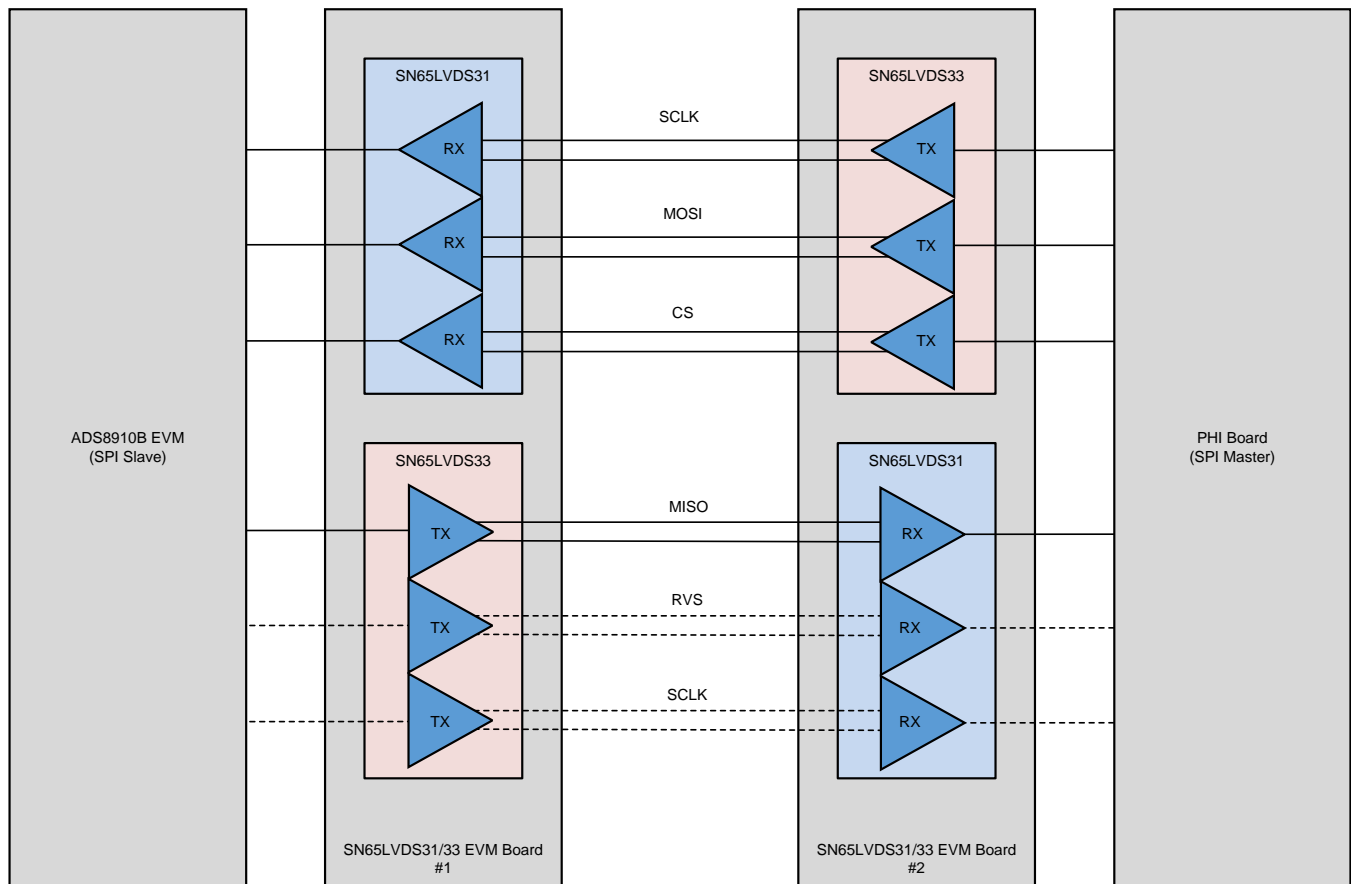 SN65LVDS31
SN65LVDS33
RX
SCLK
TX
RX
MOSI
TX
RX
CS
TX
ADS8910B EVM
(SPI Slave)
PHI Board
(SPI Master)
SN65LVDS33
SN65LVDS31
TX
MISO
RX
TX
RVS
RX
TX
SCLK
RX
SN65LVDS31/33 EVM Board
#1
SN65LVDS31/33 EVM Board
#2